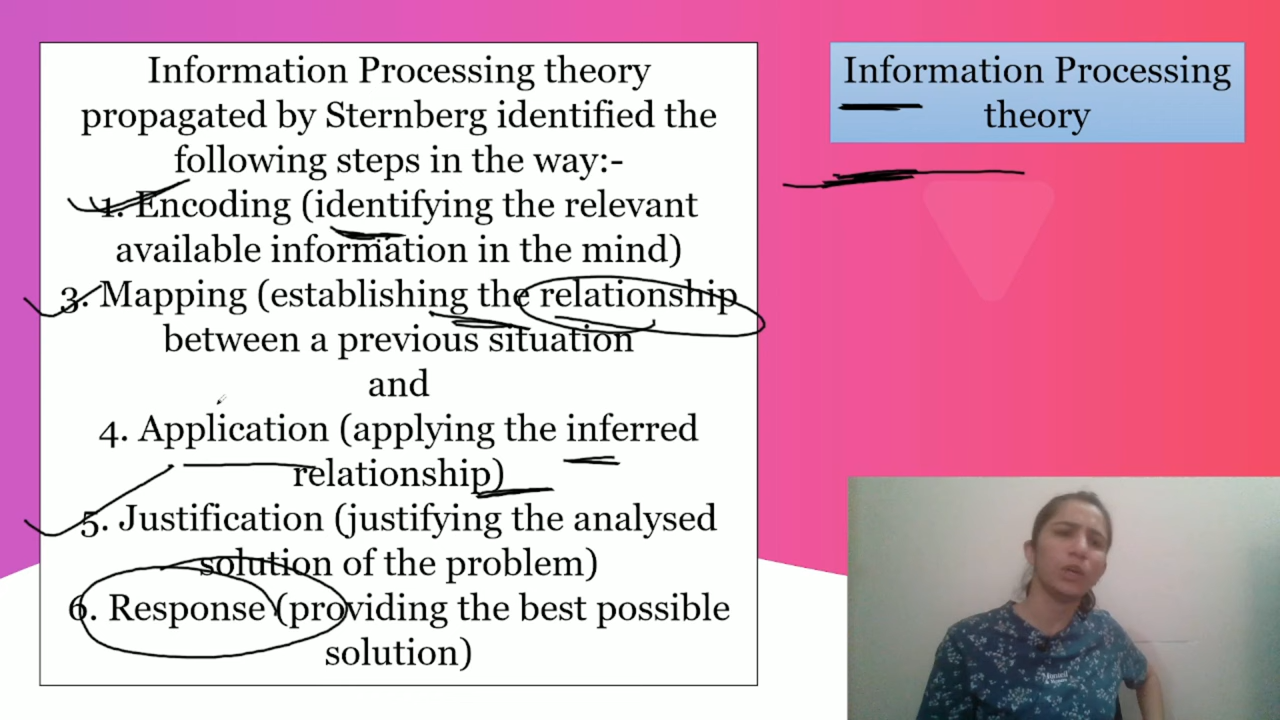 Information Processing theory
propagated by Sternberg identified the
following steps in the way:-
1. Encoding (identifying the relevant
available information in the mind)
3. Mapping (establishing the relationship
between a previous situation
and
4. Application (applying the inferred
relationship)
5. Justification (justifying the analysed
solution of the problem)
6. Response (providing the best possible
solution)
Information Processing
theory